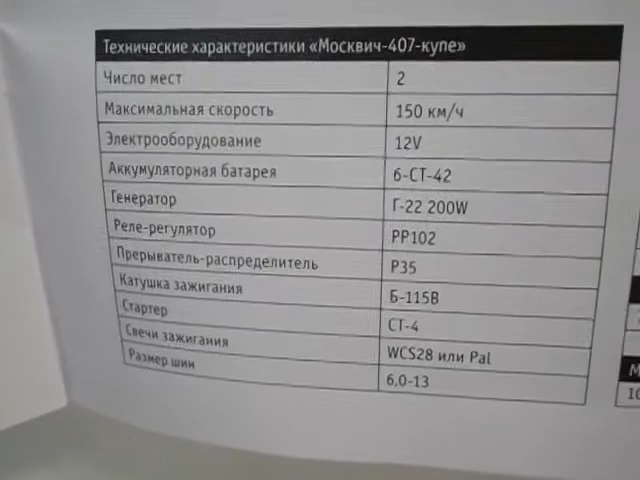 Технические характеристики «Москвич-407-купе»
Число мест 2
Максимальная скорость 150 км/ч
Электрооборудование 12V
Аккумуляторная батарея 6-СТ-42
Генератор Г-22 200W
Реле-регулятор РР102
Прерыватель-распределитель Р35
Катушка зажигания Б-115В
Стартер СТ-4
Свечи зажигания WCS28 или Pal
Размер шин 6,0-13